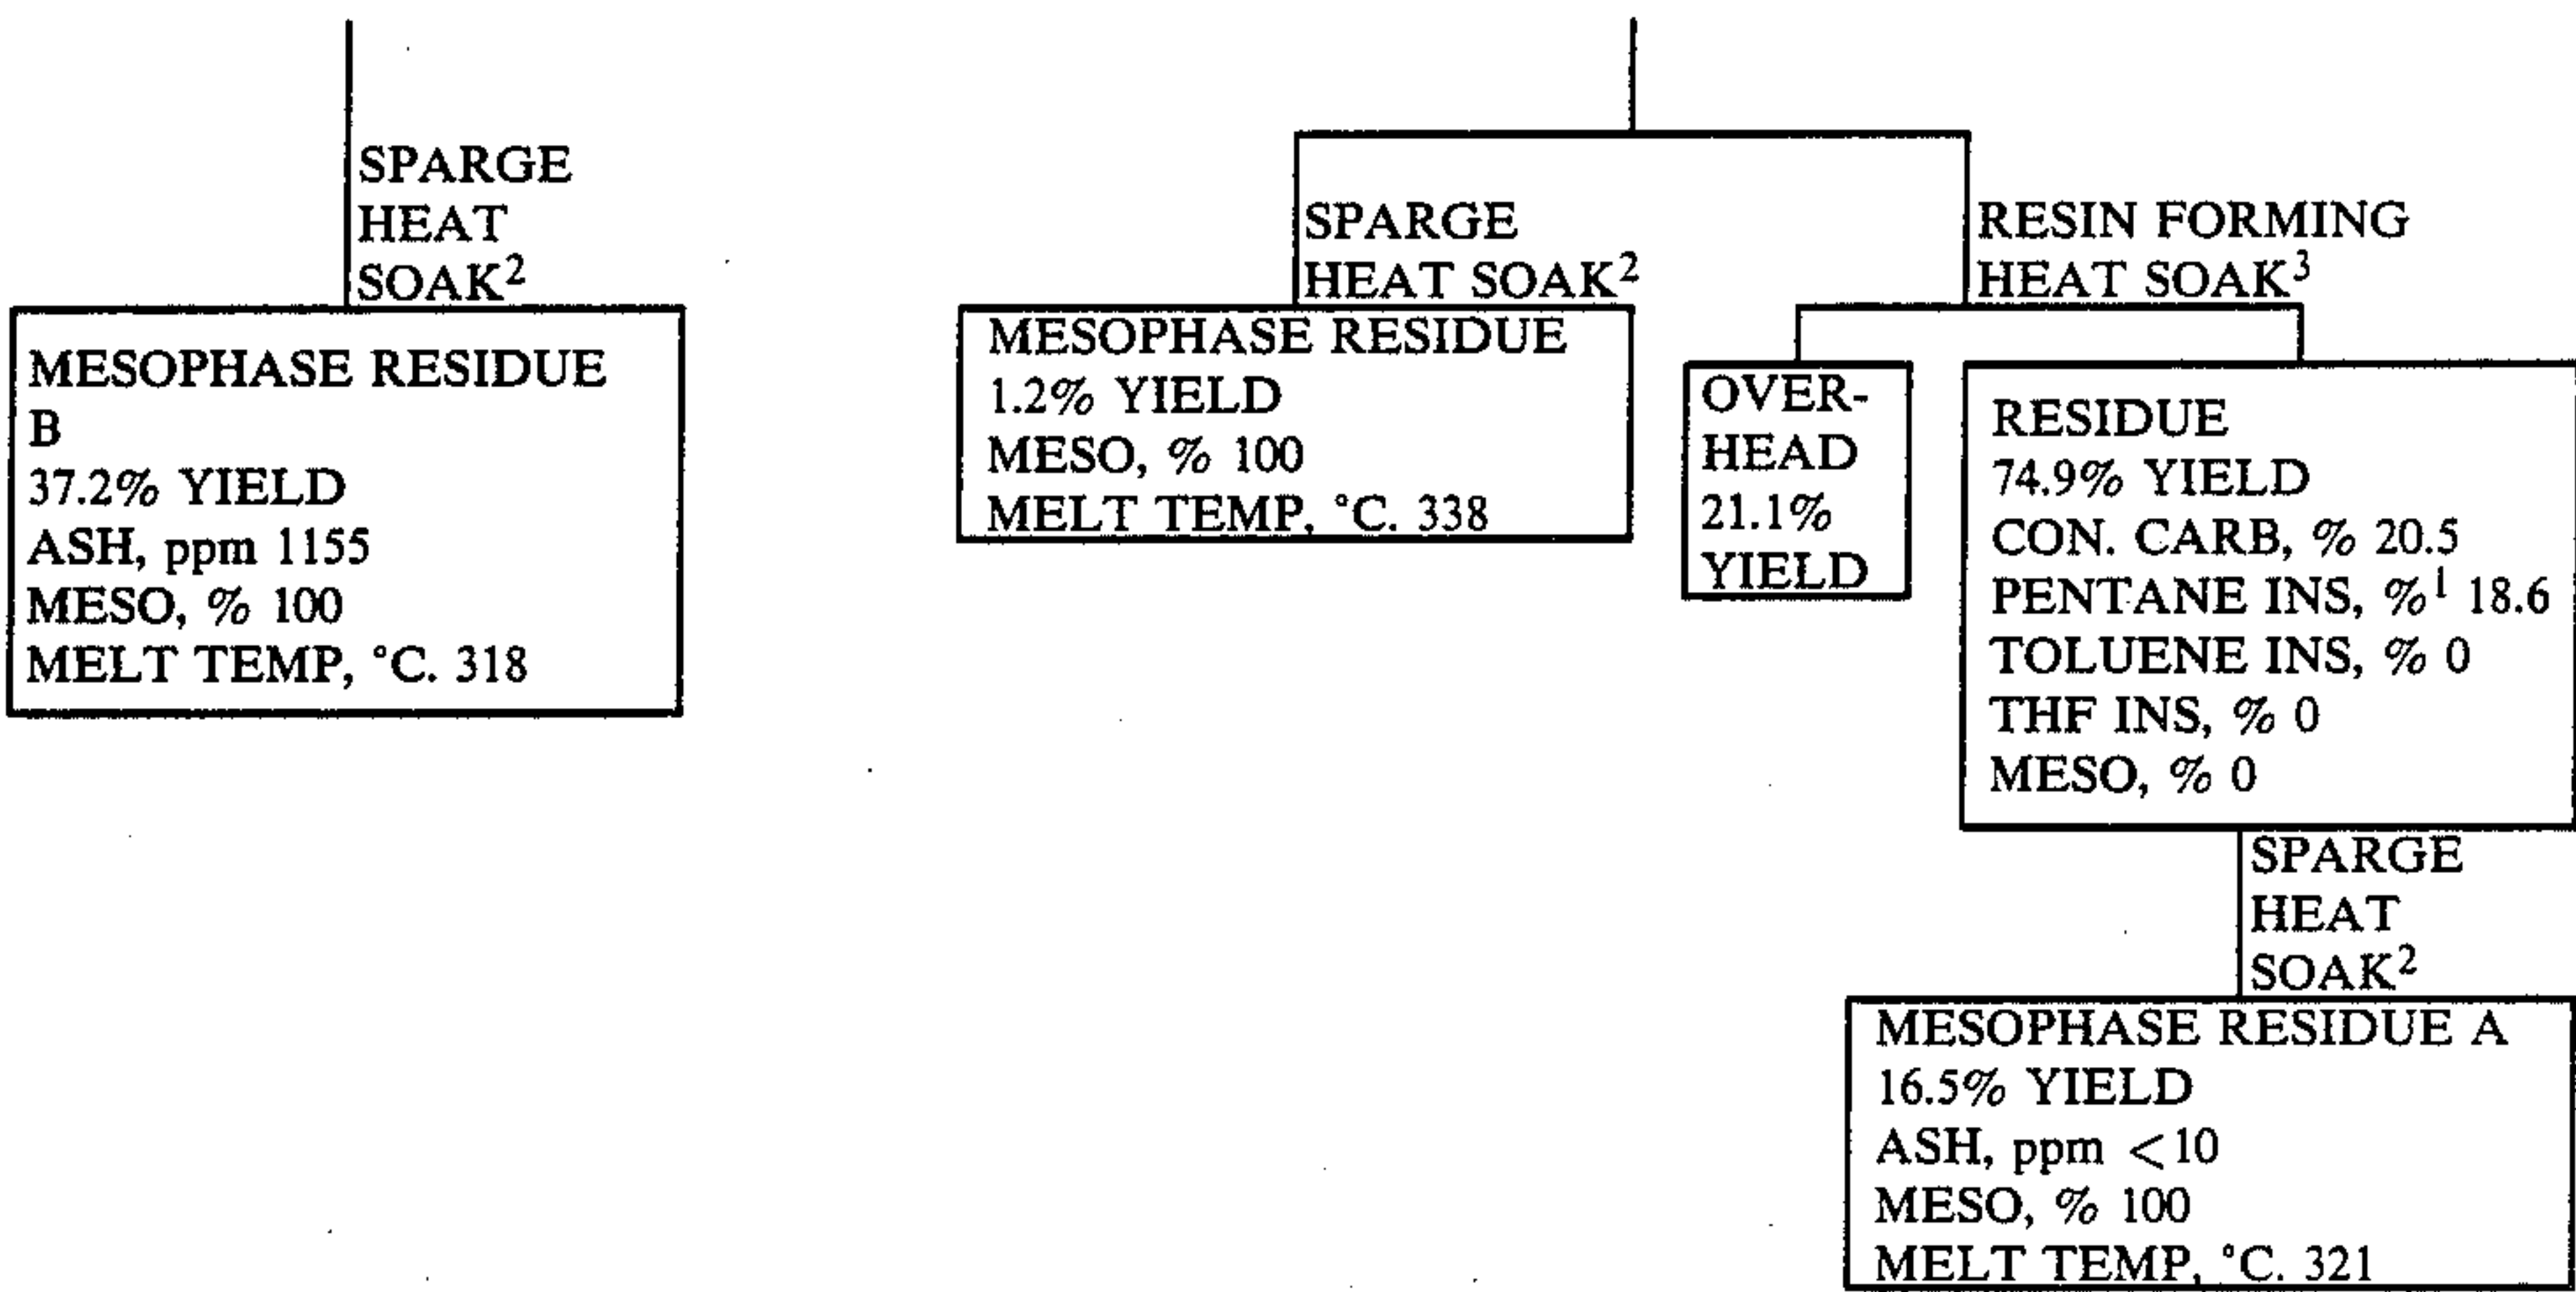 SPARGE
HEAT
SOAK2
MESOPHASE RESIDUE
B
37.2% YIELD
ASH, ppm 1155
MESO, % 100
MELT TEMP, °C. 318
SPARGE
HEAT SOAK2
MESOPHASE RESIDUE
1.2% YIELD
MESO, % 100
MELT TEMP, °C. 338
RESIN FORMING
HEAT SOAK3
OVER-
HEAD
21.1%
YIELD
RESIDUE
74.9% YIELD
CON. CARB, % 20.5
PENTANE INS, %1 18.6
TOLUENE INS, % 0
THF INS, % 0
MESO, % 0
SPARGE
HEAT
SOAK2
MESOPHASE RESIDUE A
16.5% YIELD
ASH, ppm <10
MESO, % 100
MELT TEMP, °C. 321